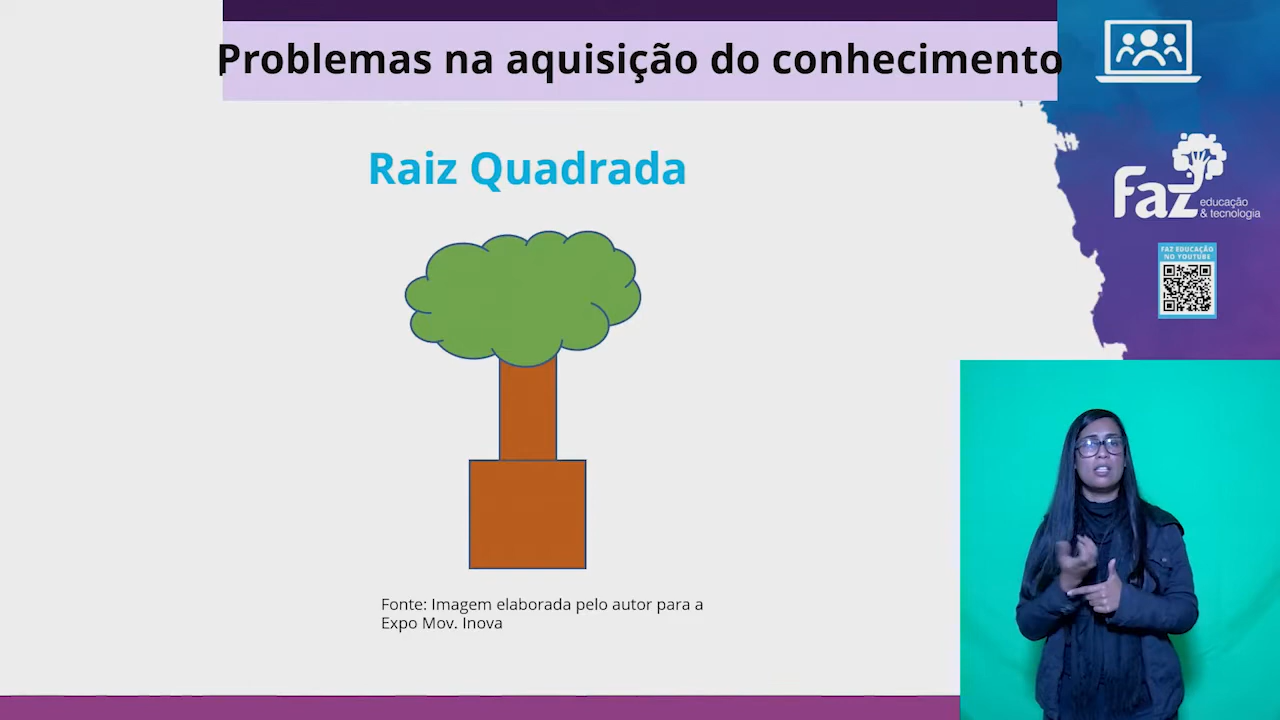 Problemas na aquisição do conhecimento
Raiz Quadrada
Fonte: Imagem elaborada pelo autor para a
Expo Mov. Inova
Faz
educação
& tecnologia
FAZ EDUCAÇÃO
NO YOUTUBE